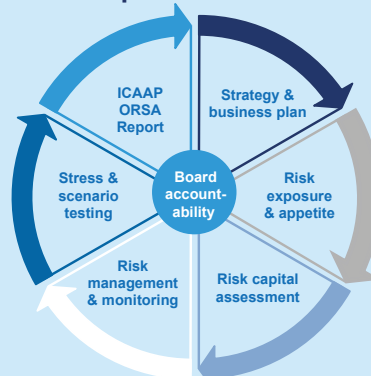 ICAAP
ORSA
Report
Strategy &
business plan
Risk
exposure
& appetite
Risk capital
assessment
Risk
management
& monitoring
Stress &
scenario
testing
Board
account-
ability